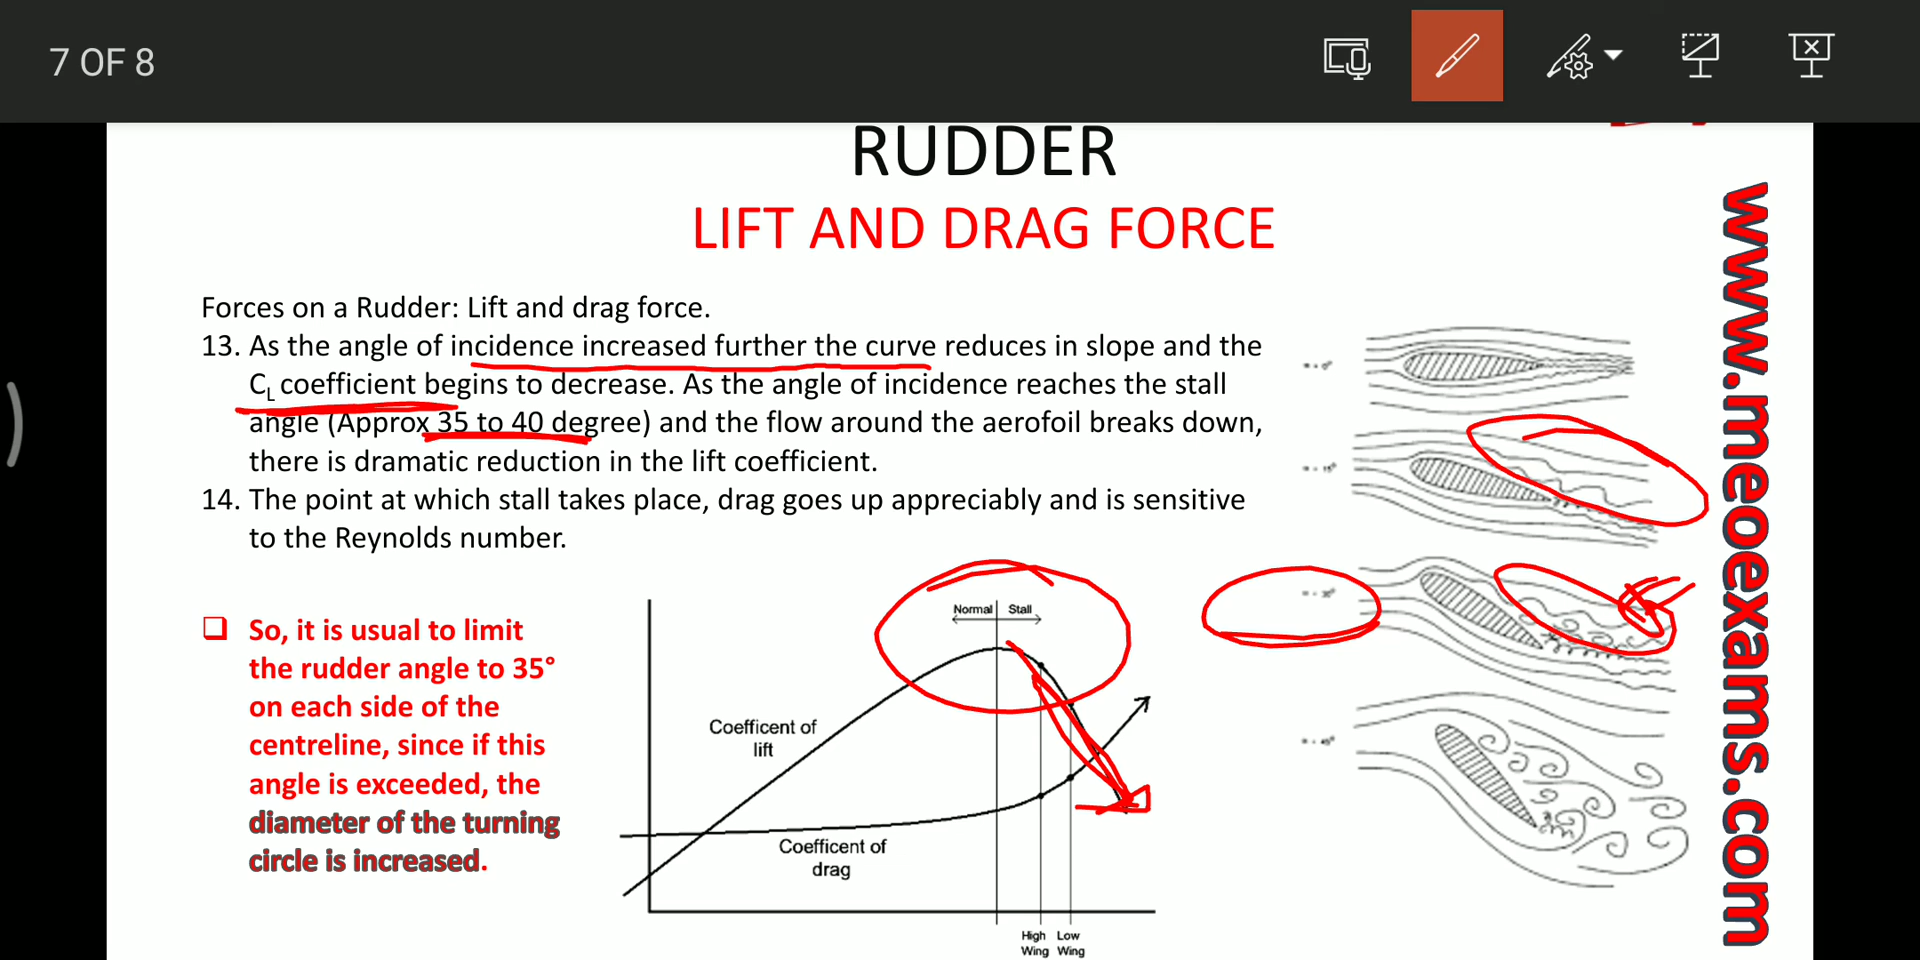 7 OF 8
RUDDER
LIFT AND DRAG FORCE
Forces on a Rudder: Lift and drag force.
13. As the angle of incidence increased further the curve reduces in slope and the
CL coefficient begins to decrease. As the angle of incidence reaches the stall
angle (Approx 35 to 40 degree) and the flow around the aerofoil breaks down,
there is dramatic reduction in the lift coefficient.
14. The point at which stall takes place, drag goes up appreciably and is sensitive
to the Reynolds number.
So, it is usual to limit
the rudder angle to 35°
on each side of the
centreline, since if this
angle is exceeded, the
diameter of the turning
circle is increased.
Normal Stall
Coefficent of
lift
Coefficent of
drag
High Low
Wing Wing
www.meoexams.com